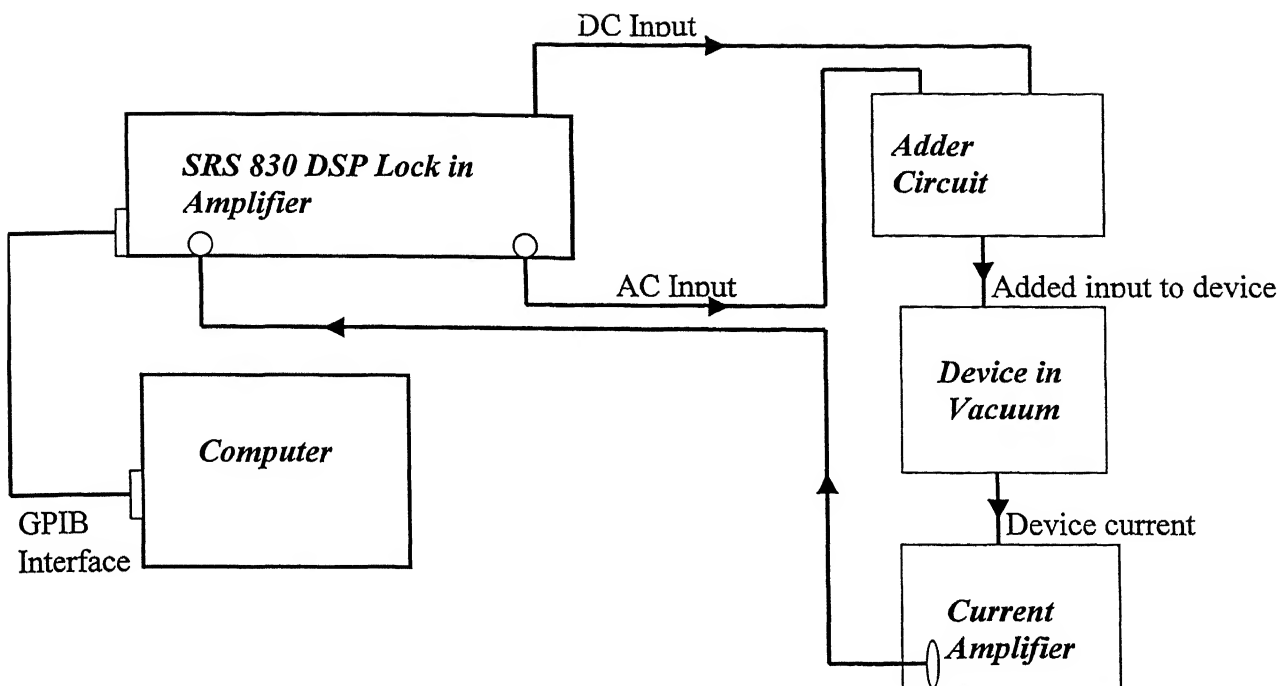 DC Input
SRS 830 DSP Lock in
Amplifier
Adder
Circuit
AC Input
Added input to device
Device in
Vacuum
Computer
GPIB
Interface
Device current
Current
Amplifier